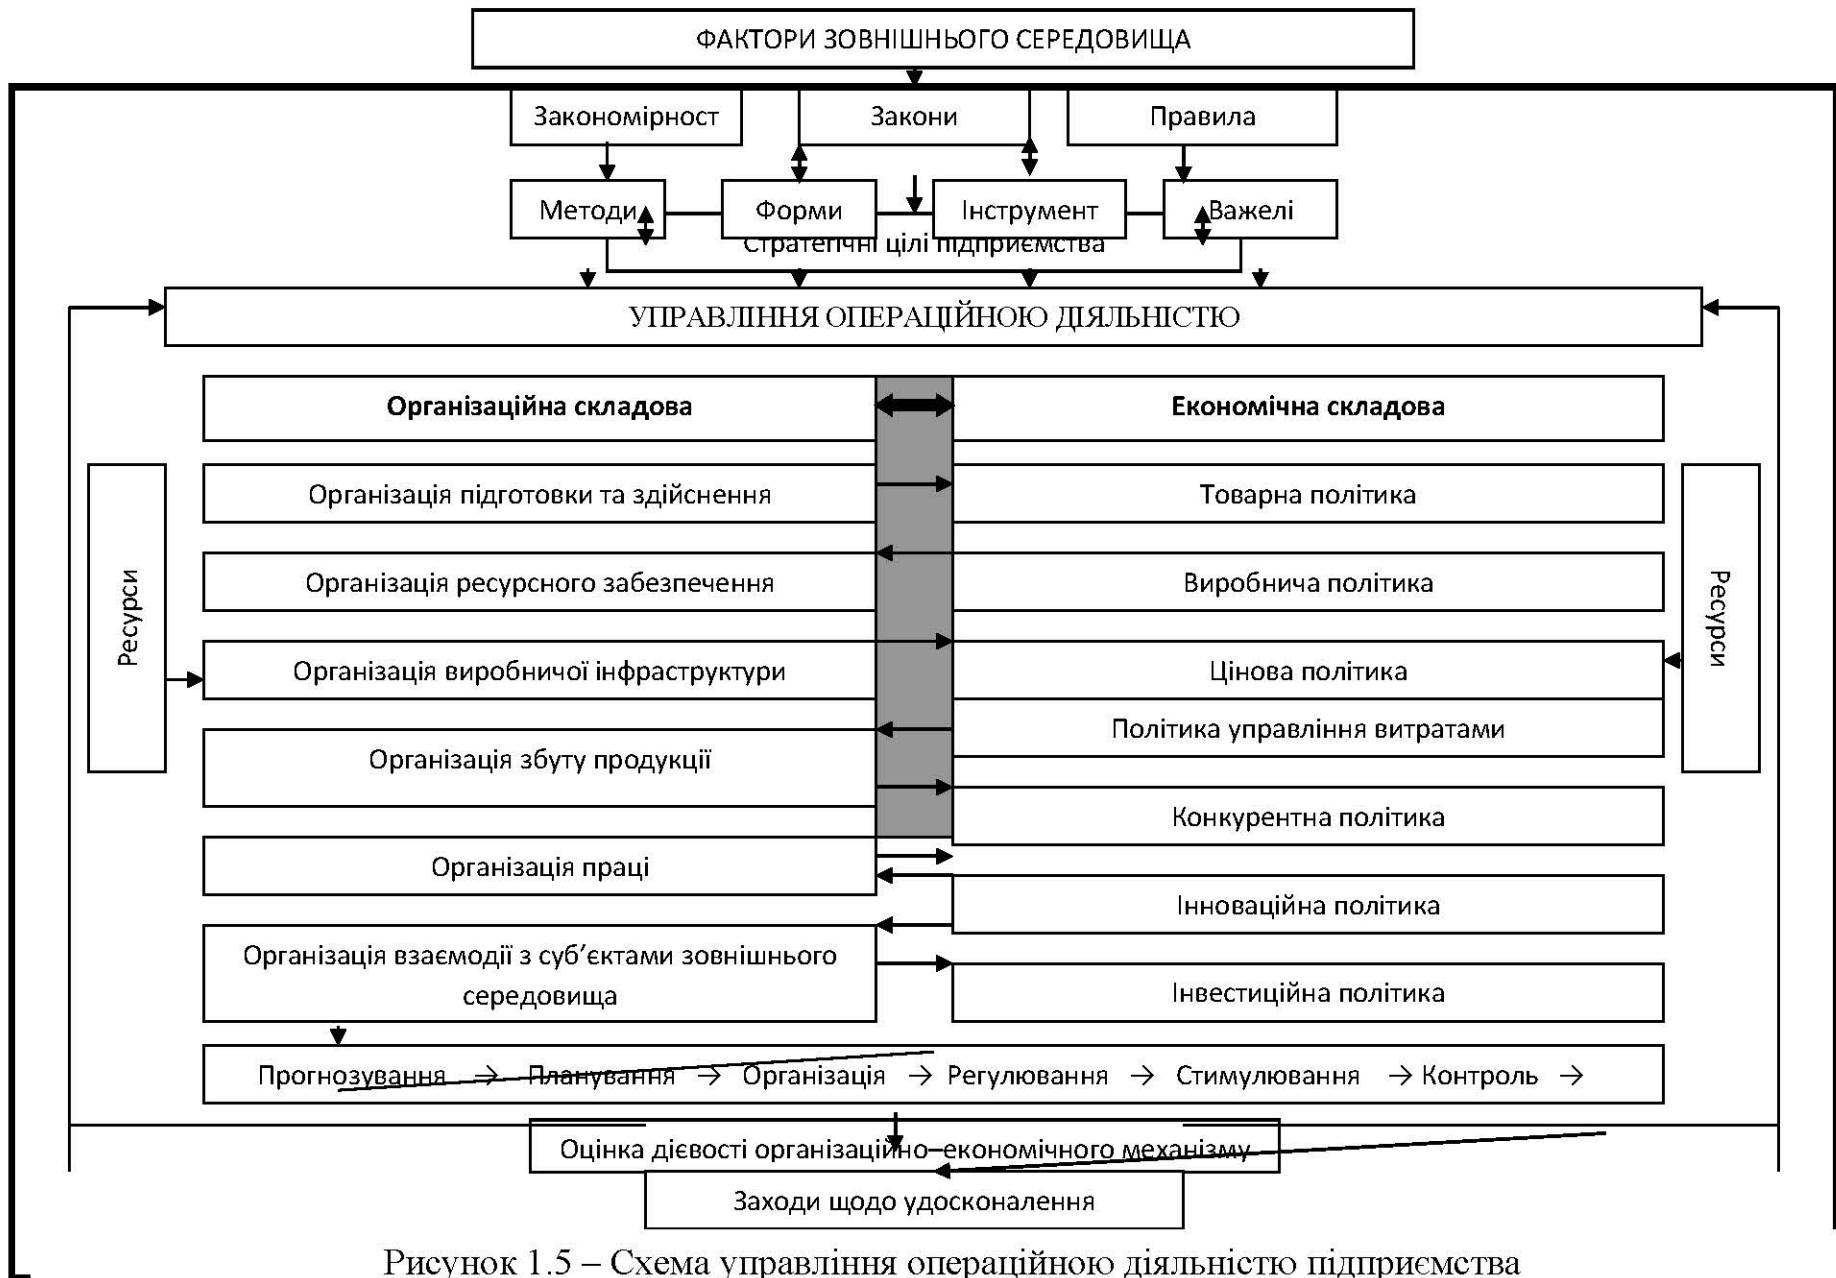 ФАКТОРИ ЗОВНІШНЬОГО СЕРЕДОВИЩА
Закономірност Закони Правила
Методи Форми Інструмент Важелі
Стратегічні цілі підприємства
УПРАВЛІННЯ ОПЕРАЦІЙНОЮ ДІЯЛЬНІСТЮ
Організаційна складова Економічна складова
Організація підготовки та здійснення Товарна політика
Організація ресурсного забезпечення Виробнича політика
Ресурси
Ресурси
Організація виробничої інфраструктури Цінова політика
Політика управління витратами
Організація збуту продукції
Конкурентна політика
Організація праці
Інноваційна політика
Організація взаємодії з суб’єктами зовнішнього
середовища
Інвестиційна політика
Прогнозування → Планування → Організація → Регулювання → Стимулювання → Контроль →
Оцінка дієвості організаційно–економічного механізму
Заходи щодо удосконалення
Рисунок 1.5 – Схема управління операційною діяльністю підприємства